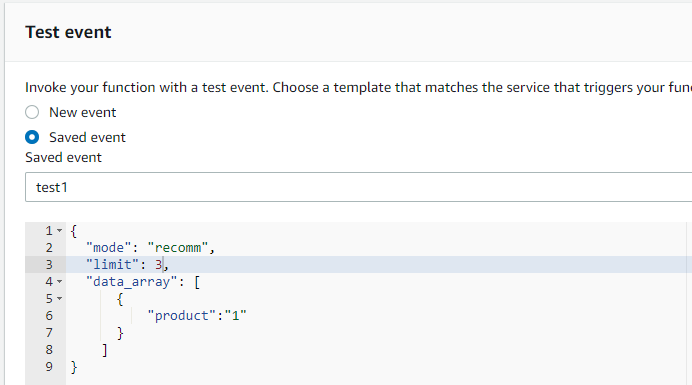 Test event
Invoke your function with a test event. Choose a template that matches the service that triggers your fun
New event
Saved event
Saved event
test1
1 {
2 "mode": "recomm",
3 "limit": 3,
4 "data_array": [
5 {
6 "product":"1"
7 }
8 ]
9 }